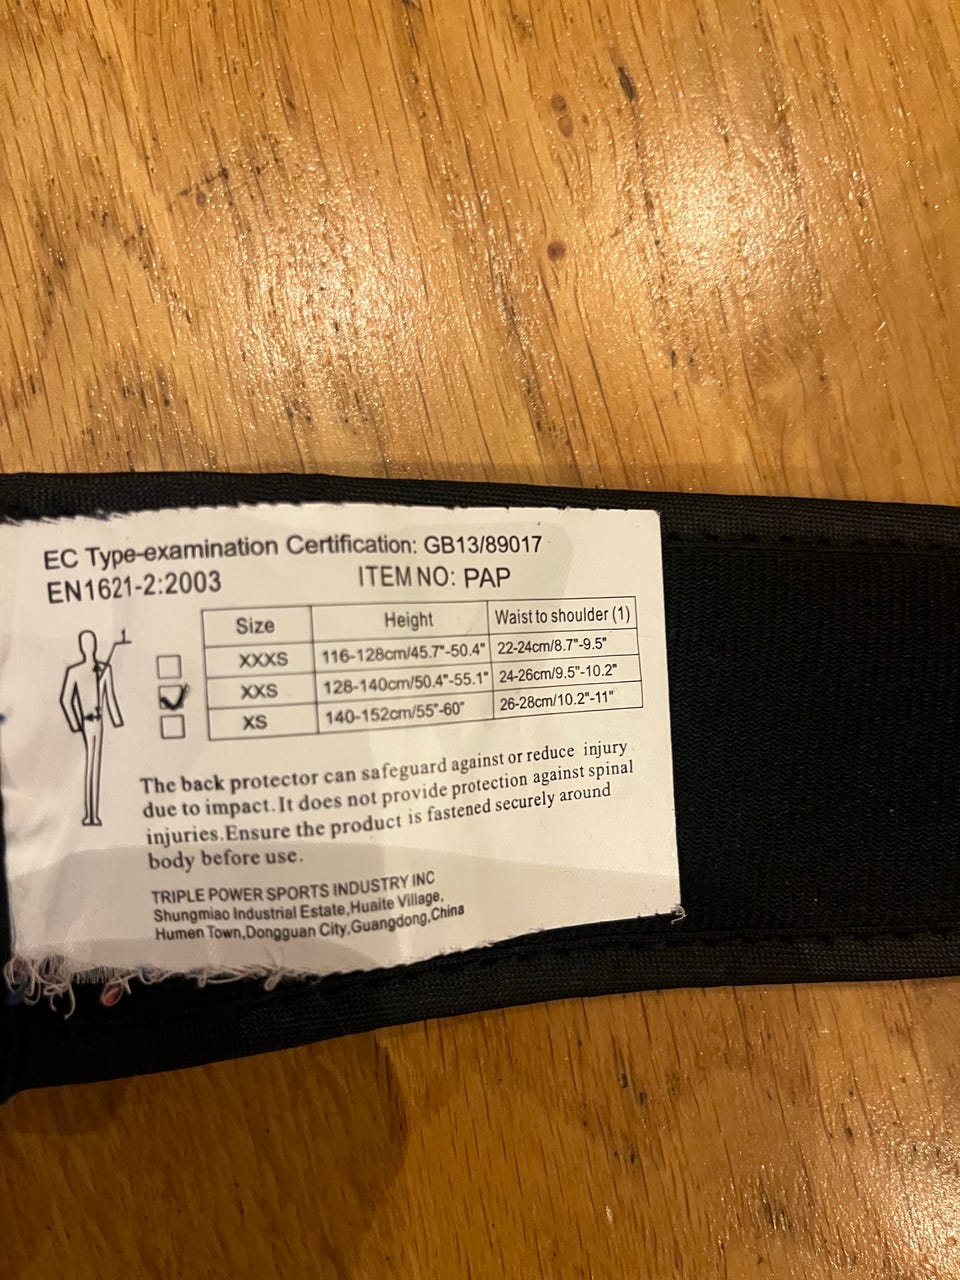 EC Type-examination Certification: GB13/89017
EN1621-2:2003 ITEM NO: PAP
1
Size Height Waist to shoulder (1)
XXXS 116-128cm/45.7"-50.4" 22-24cm/8.7"-9.5"
XXS 128-140cm/50.4"-55.1" 24-26cm/9.5"-10.2"
XS 140-152cm/55"-60" 26-28cm/10.2"-11"
The back protector can safeguard against or reduce injury
due to impact.It does not provide protection against spinal
injuries.Ensure the product is fastened securely around
body before use.
TRIPLE POWER SPORTS INDUSTRY INC
Shungmiao Industrial Estate,Huaite Village,
Humen Town,Dongguan City,Guangdong,China